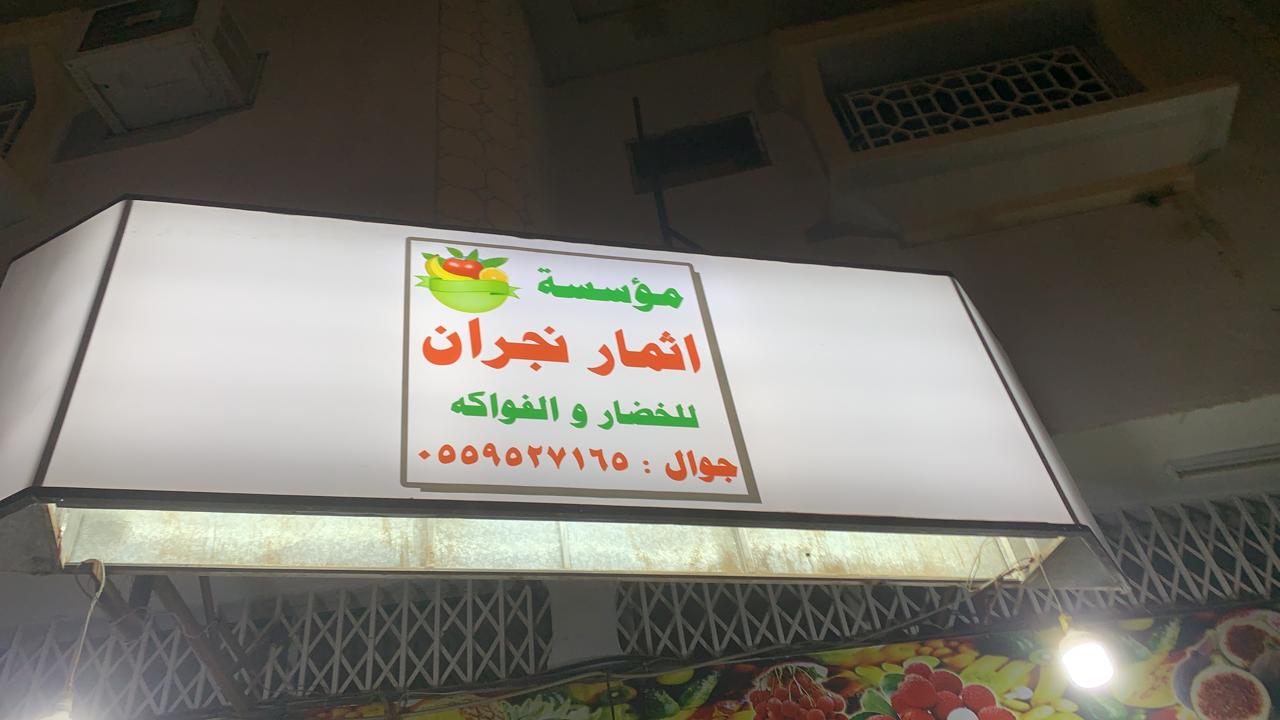 مؤسسة
اثمار نجران
للخضار و الفواكه
جوال : ٠٥٥٩٥٢٧١٦٥